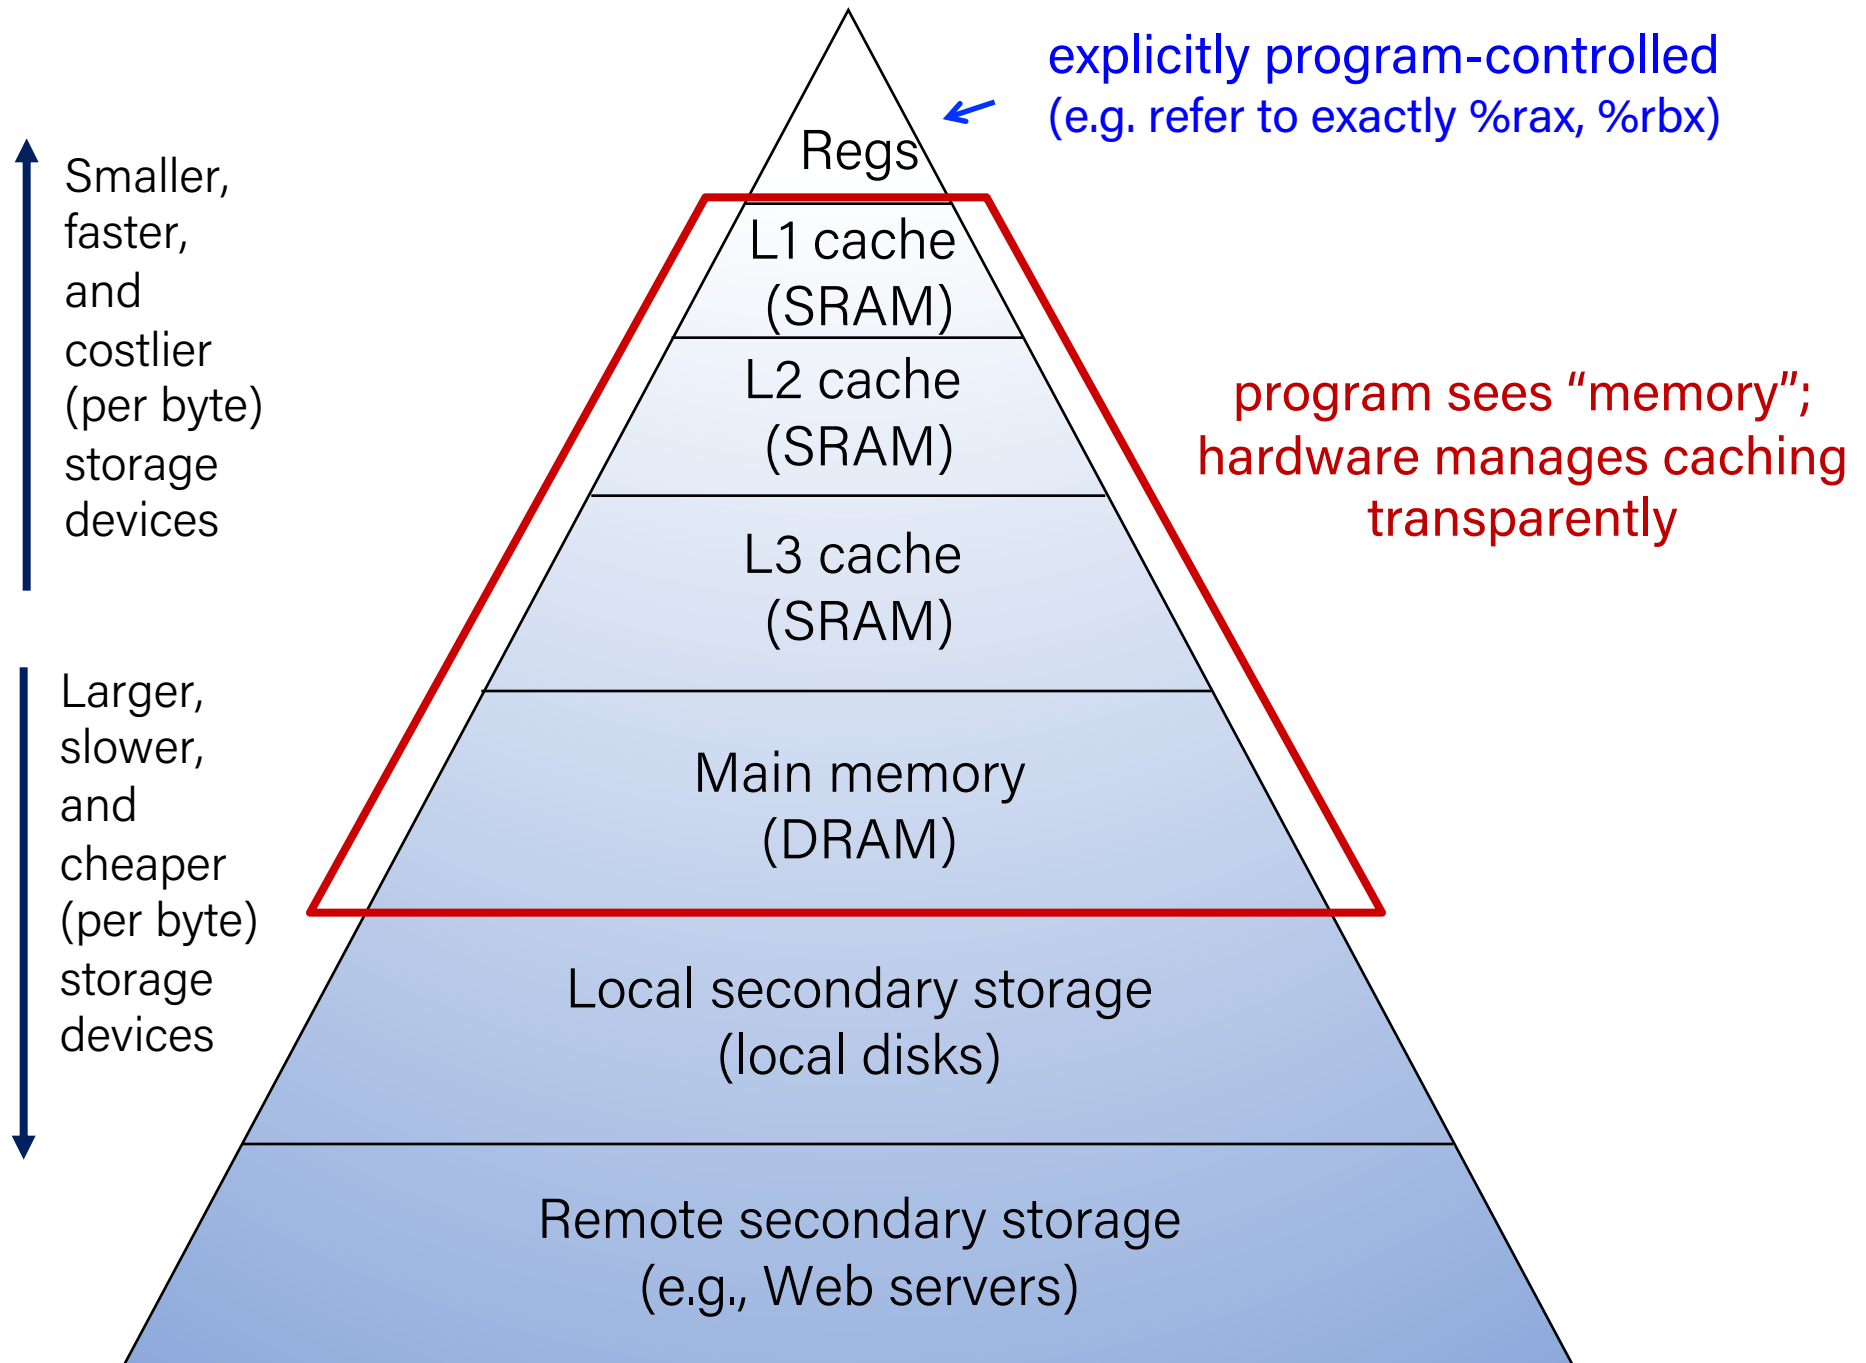 explicitly program-controlled
(e.g. refer to exactly %rax, %rbx)
Regs
Smaller,
faster,
and
costlier
(per byte)
storage
devices
L1 cache
(SRAM)
L2 cache
(SRAM)
program sees “memory”;
hardware manages caching
transparently
L3 cache
(SRAM)
Larger,
slower,
and
cheaper
(per byte)
storage
devices
Main memory
(DRAM)
Local secondary storage
(local disks)
Remote secondary storage
(e.g., Web servers)